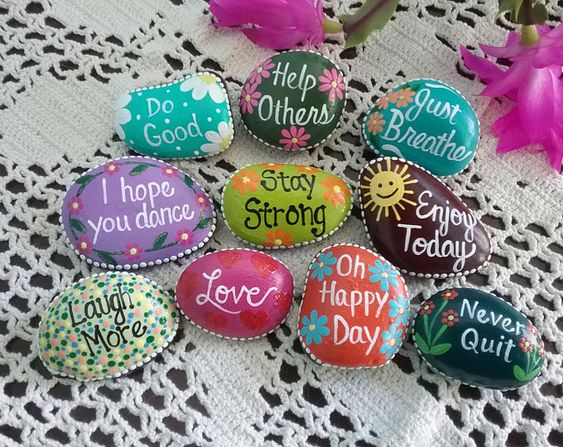 Do
Good
Help
Others
Just
Breathe
I hope
you dance
Stay
Strong
Enjoy
Today
Laugh
More
Love
Oh
Happy
Day
Never
Quit